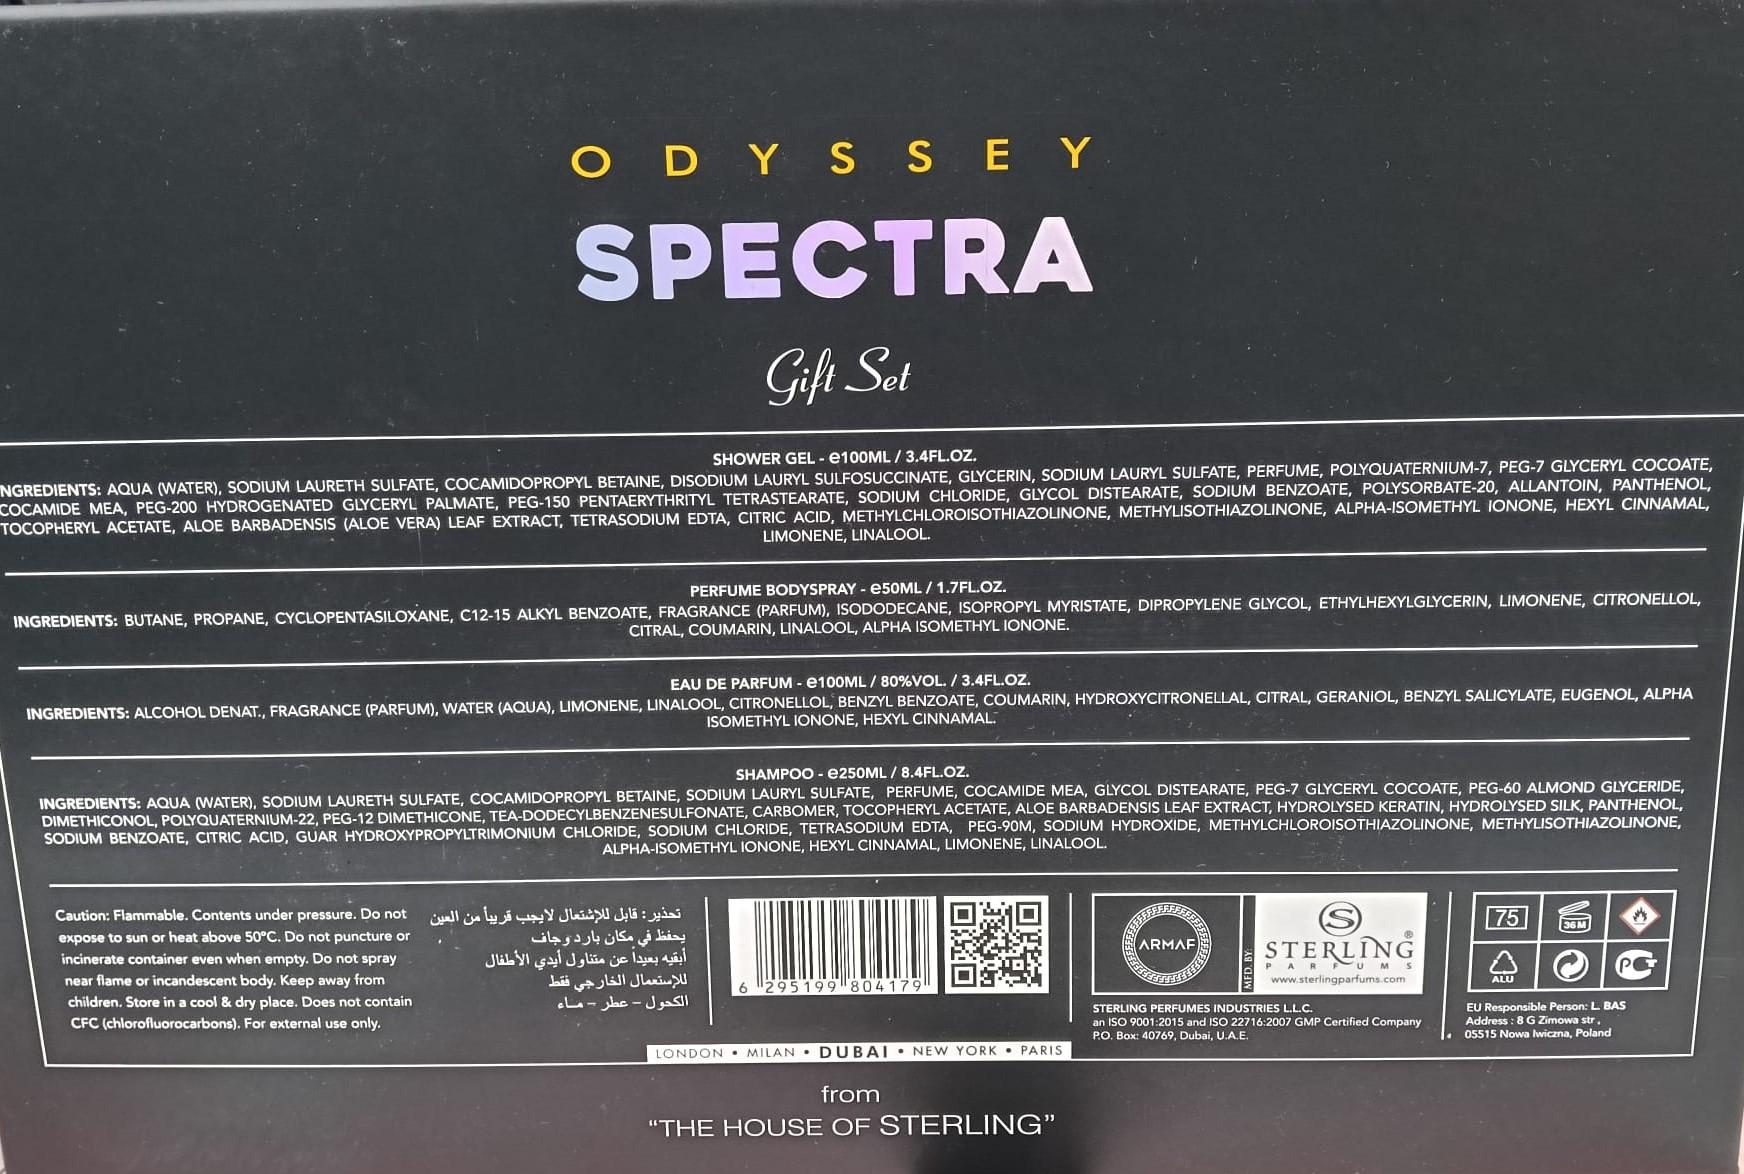 ODYSSEY
SPECTRA
Gift Set
SHOWER GEL - e100ML / 3.4FL.OZ.
NGREDIENTS: AQUA (WATER), SODIUM LAURETH SULFATE, COCAMIDOPROPYL BETAINE, DISODIUM LAURYL SULFOSUCCINATE, GLYCERIN, SODIUM LAURYL SULFATE, PERFUME, POLYQUATERNIUM-7, PEG-7 GLYCERYL COCOATE,
COCAMIDE MEA, PEG-200 HYDROGENATED GLYCERYL PALMATE, PEG-150 PENTAERYTHRITYL TETRASTEARATE, SODIUM CHLORIDE, GLYCOL DISTEARATE, SODIUM BENZOATE, POLYSORBATE-20, ALLANTOIN, PANTHENOL,
TOCOPHERYL ACETATE, ALOE BARBADENSIS (ALOE VERA) LEAF EXTRACT, TETRASODIUM EDTA, CITRIC ACID, METHYLCHLOROISOTHIAZOLINONE, METHYLISOTHIAZOLINONE, ALPHA-ISOMETHYL IONONE, HEXYL CINNAMAL,
LIMONENE, LINALOOL.
PERFUME BODYSPRAY - e50ML / 1.7FL.OZ.
INGREDIENTS: BUTANE, PROPANE, CYCLOPENTASILOXANE, C12-15 ALKYL BENZOATE, FRAGRANCE (PARFUM), ISODODECANE, ISOPROPYL MYRISTATE, DIPROPYLENE GLYCOL, ETHYLHEXYLGLYCERIN, LIMONENE, CITRONELLOL,
CITRAL, COUMARIN, LINALOOL, ALPHA ISOMETHYL IONONE.
EAU DE PARFUM - e100ML / 80%VOL. / 3.4FL.OZ.
INGREDIENTS: ALCOHOL DENAT., FRAGRANCE (PARFUM), WATER (AQUA), LIMONENE, LINALOOL, CITRONELLOL, BENZYL BENZOATE, COUMARIN, HYDROXYCITRONELLAL, CITRAL, GERANIOL, BENZYL SALICYLATE, EUGENOL, ALPHA
ISOMETHYL IONONE, HEXYL CINNAMAL.
SHAMPOO - e250ML / 8.4FL.OZ.
INGREDIENTS: AQUA (WATER), SODIUM LAURETH SULFATE, COCAMIDOPROPYL BETAINE, SODIUM LAURYL SULFATE, PERFUME, COCAMIDE MEA, GLYCOL DISTEARATE, PEG-7 GLYCERYL COCOATE, PEG-60 ALMOND GLYCERIDE,
DIMETHICONOL, POLYQUATERNIUM-22, PEG-12 DIMETHICONE, TEA-DODECYLBENZENESULFONATE, CARBOMER, TOCOPHERYL ACETATE, ALOE BARBADENSIS LEAF EXTRACT, HYDROLYSED KERATIN, HYDROLYSED SILK, PANTHENOL,
SODIUM BENZOATE, CITRIC ACID, GUAR HYDROXYPROPYLTRIMONIUM CHLORIDE, SODIUM CHLORIDE, TETRASODIUM EDTA, PEG-90M, SODIUM HYDROXIDE, METHYLCHLOROISOTHIAZOLINONE, METHYLISOTHIAZOLINONE,
ALPHA-ISOMETHYL IONONE, HEXYL CINNAMAL, LIMONENE, LINALOOL.
Caution: Flammable. Contents under pressure. Do not
expose to sun or heat above 50°C. Do not puncture or
incinerate container even when empty. Do not spray
near flame or incandescent body. Keep away from
children. Store in a cool & dry place. Does not contain
CFC (chlorofluorocarbons). For external use only.
تحذير: قابل للإشتعال لايجب قريباً من العين
يحفظ في مكان بارد وجاف
أبقيه بعيداً عن متناول أيدي الأطفال
للإستعمال الخارجي فقط
الكحول – عطر – ماء
6 295199 804179
ARMAF
MFD. BY:
S
STERLING®
PARFUMS
www.sterlingparfums.com
STERLING PERFUMES INDUSTRIES L.L.C.
an ISO 9001:2015 and ISO 22716:2007 GMP Certified Company
P.O. Box: 40769, Dubai, U.A.E.
75
36M
ALU
EU Responsible Person: L. BAS
Address : 8 G Zimowa str ,
05515 Nowa Iwiczna, Poland
LONDON • MILAN • DUBAI • NEW YORK • PARIS
from
"THE HOUSE OF STERLING"